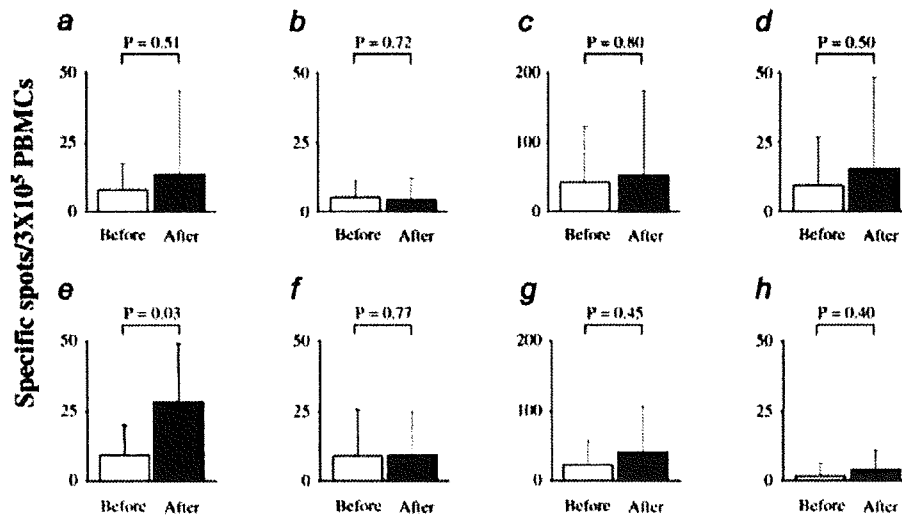 a b c d
P = 0.51 P = 0.72 P = 0.80 P = 0.50
50 50 200 50
25 25 100 25
0 0 0 0
Before After Before After Before After Before After
e f g h
P = 0.03 P = 0.77 P = 0.45 P = 0.40
50 50 200 50
25 25 100 25
0 0 0 0
Before After Before After Before After Before After
Specific spots/3X10⁵ PBMCs